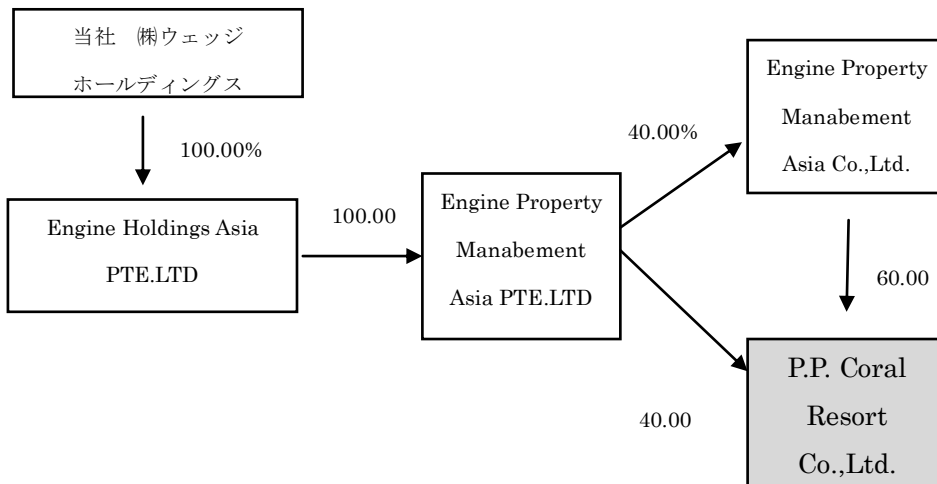 当社　㈱ウェッジ
ホールディングス
100.00%
Engine Holdings Asia
PTE.LTD
100.00
Engine Property
Manabement
Asia PTE.LTD
40.00%
Engine Property
Manabement
Asia Co.,Ltd.
60.00
40.00
P.P. Coral
Resort
Co.,Ltd.